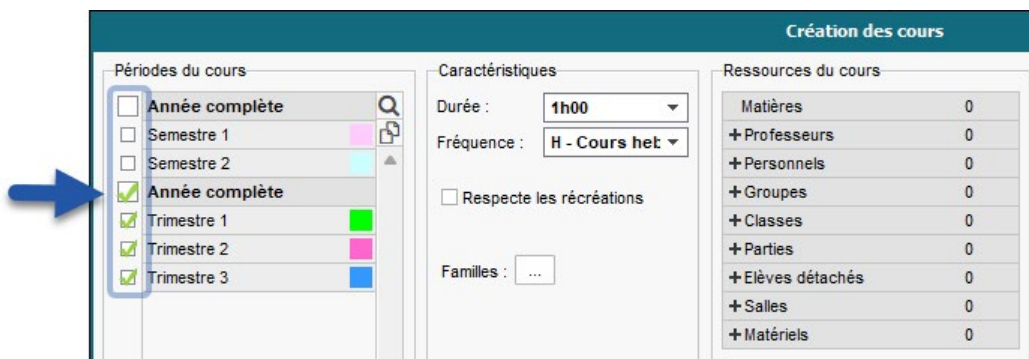 Création des cours
Périodes du cours
Année complète
Semestre 1
Semestre 2
Année complète
Trimestre 1
Trimestre 2
Trimestre 3
Caractéristiques
Durée : 1h00
Fréquence : H - Cours het
Respecte les récréations
Familles : ...
Ressources du cours
Matières 0
+Professeurs 0
+Personnels 0
+Groupes 0
+Classes 0
+Parties 0
+Elèves détachés 0
+Salles 0
+Matériels 0